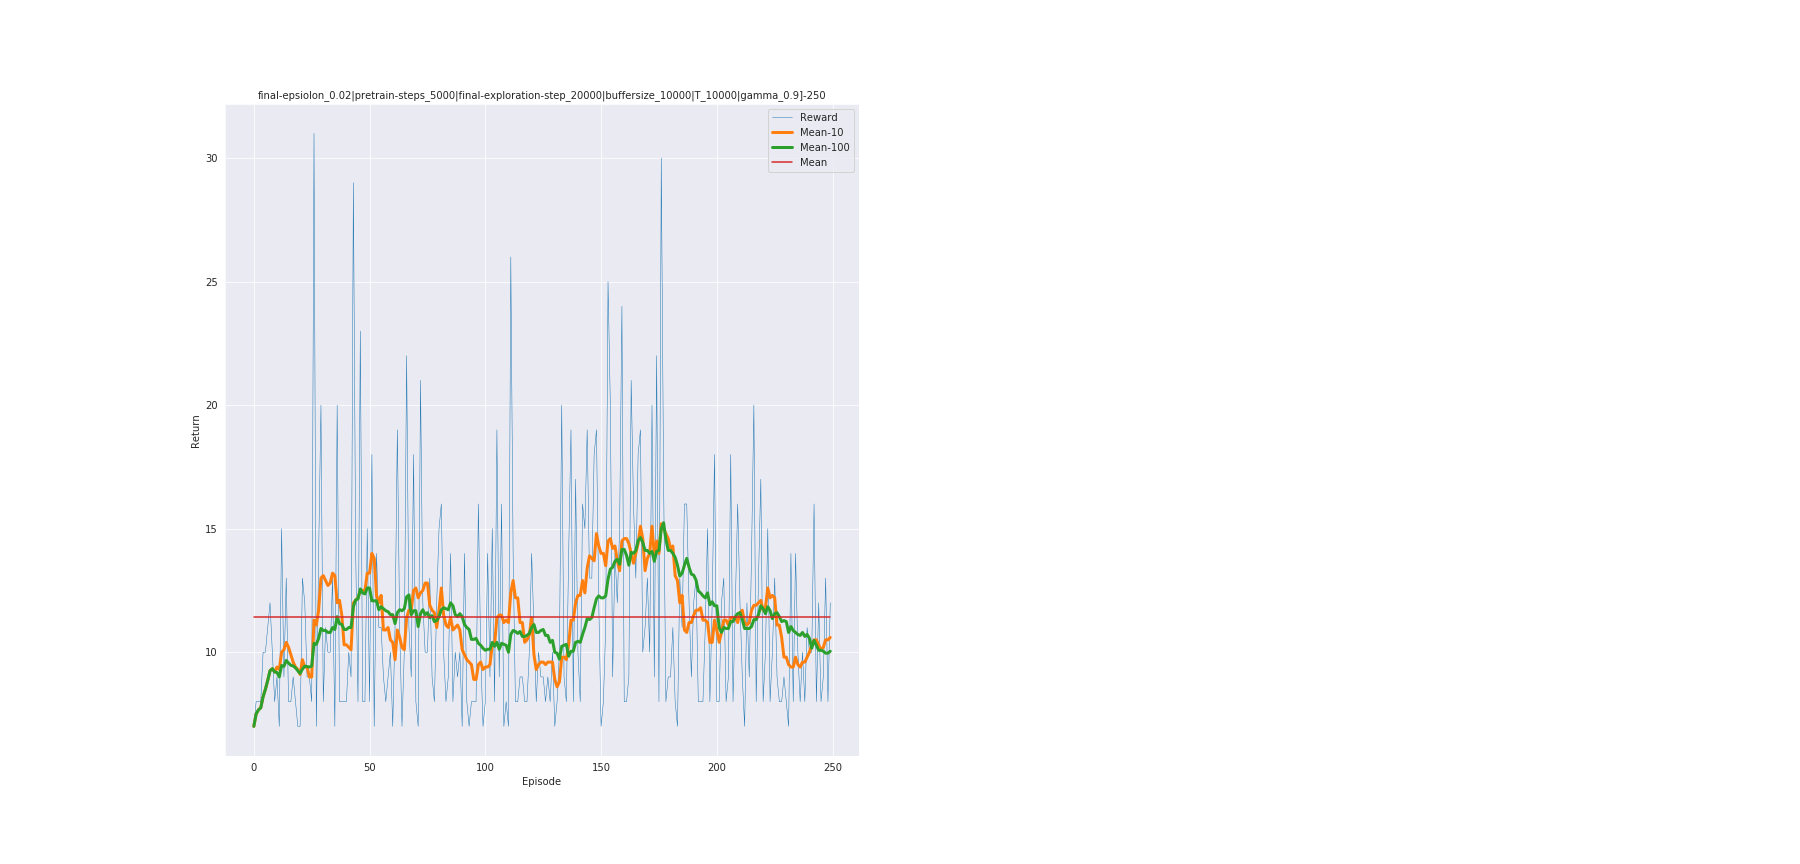 final-epsiolon_0.02|pretrain-steps_5000|final-exploration-step_20000|buffersize_10000|T_10000|gamma_0.9]-250
Reward
Mean-10
Mean-100
Mean
30
25
20
15
10
Return
0 50 100 150 200 250
Episode